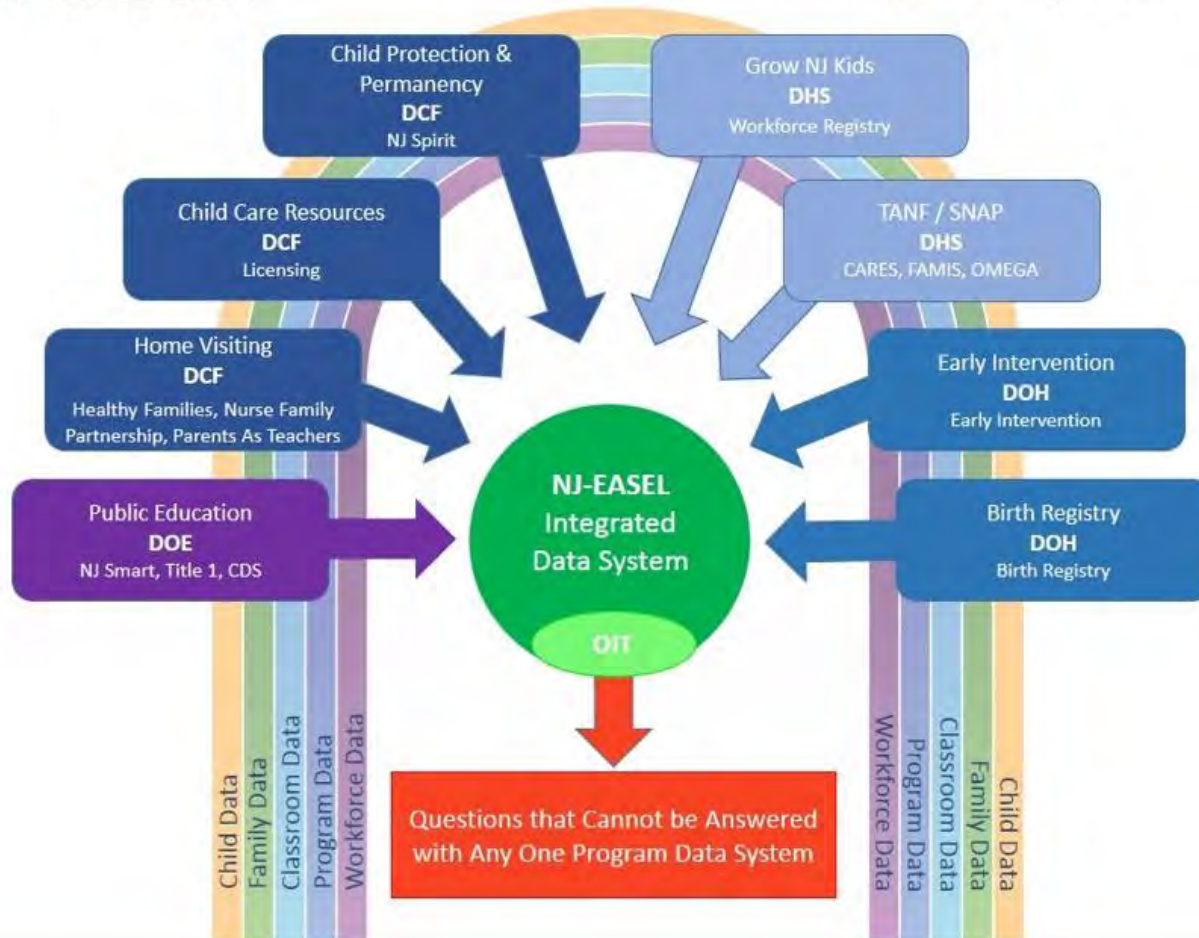 Child Protection &
Permanency
DCF
NJ Spirit
Grow NJ Kids
DHS
Workforce Registry
Child Care Resources
DCF
Licensing
TANF / SNAP
DHS
CARES, FAMIS, OMEGA
Home Visiting
DCF
Healthy Families, Nurse Family
Partnership, Parents As Teachers
Early Intervention
DOH
Early Intervention
Public Education
DOE
NJ Smart, Title 1, CDS
NJ-EASEL
Integrated
Data System
OIT
Birth Registry
DOH
Birth Registry
Questions that Cannot be Answered
with Any One Program Data System
Child Data
Family Data
Classroom Data
Program Data
Workforce Data
Workforce Data
Program Data
Classroom Data
Family Data
Child Data